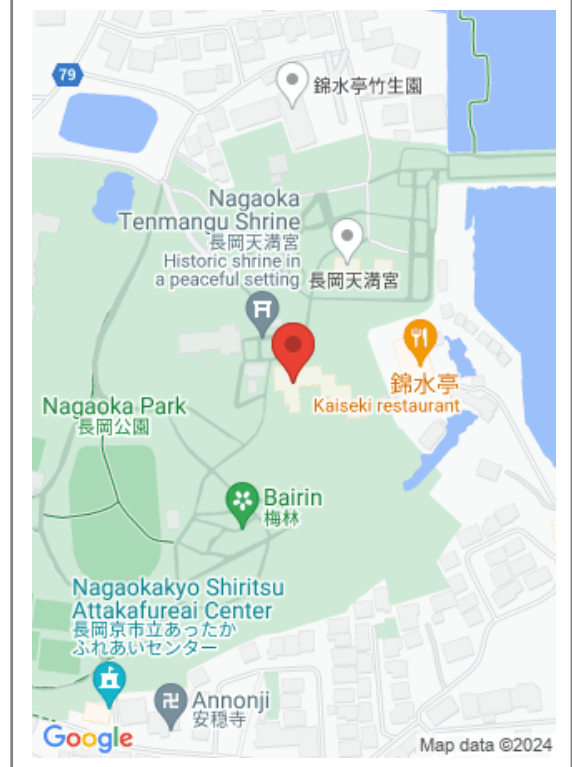 79
錦水亭竹生園
Nagaoka
Tenmangu Shrine
長岡天満宮
Historic shrine in
a peaceful setting
長岡天満宮
錦水亭
Kaiseki restaurant
Nagaoka Park
長岡公園
Bairin
梅林
Nagaokakyo Shiritsu
Attakafureai Center
長岡京市立あったか
ふれあいセンター
卍
Annonji
安穏寺
Google
Map data ©2024